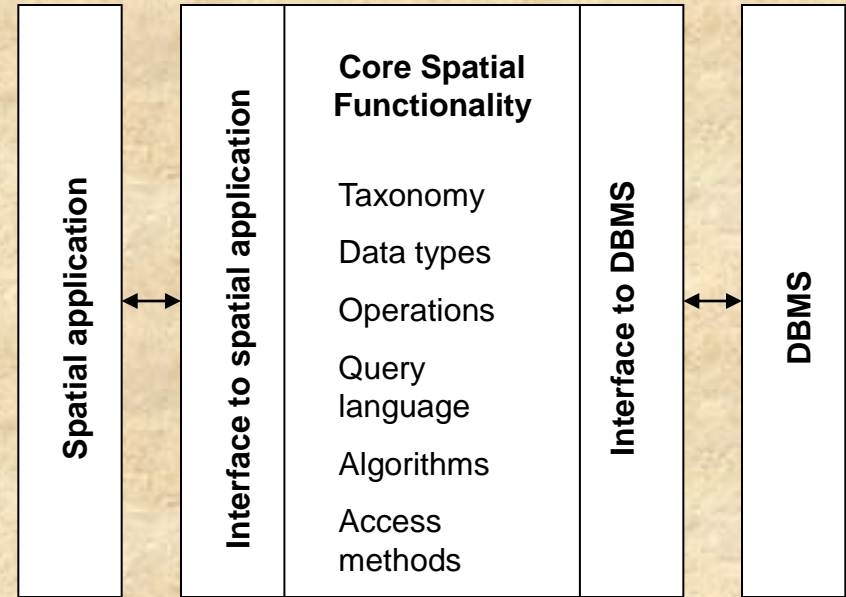 Spatial application
Interface to spatial application
Core Spatial
Functionality
Taxonomy
Data types
Operations
Query
language
Algorithms
Access
methods
Interface to DBMS
DBMS